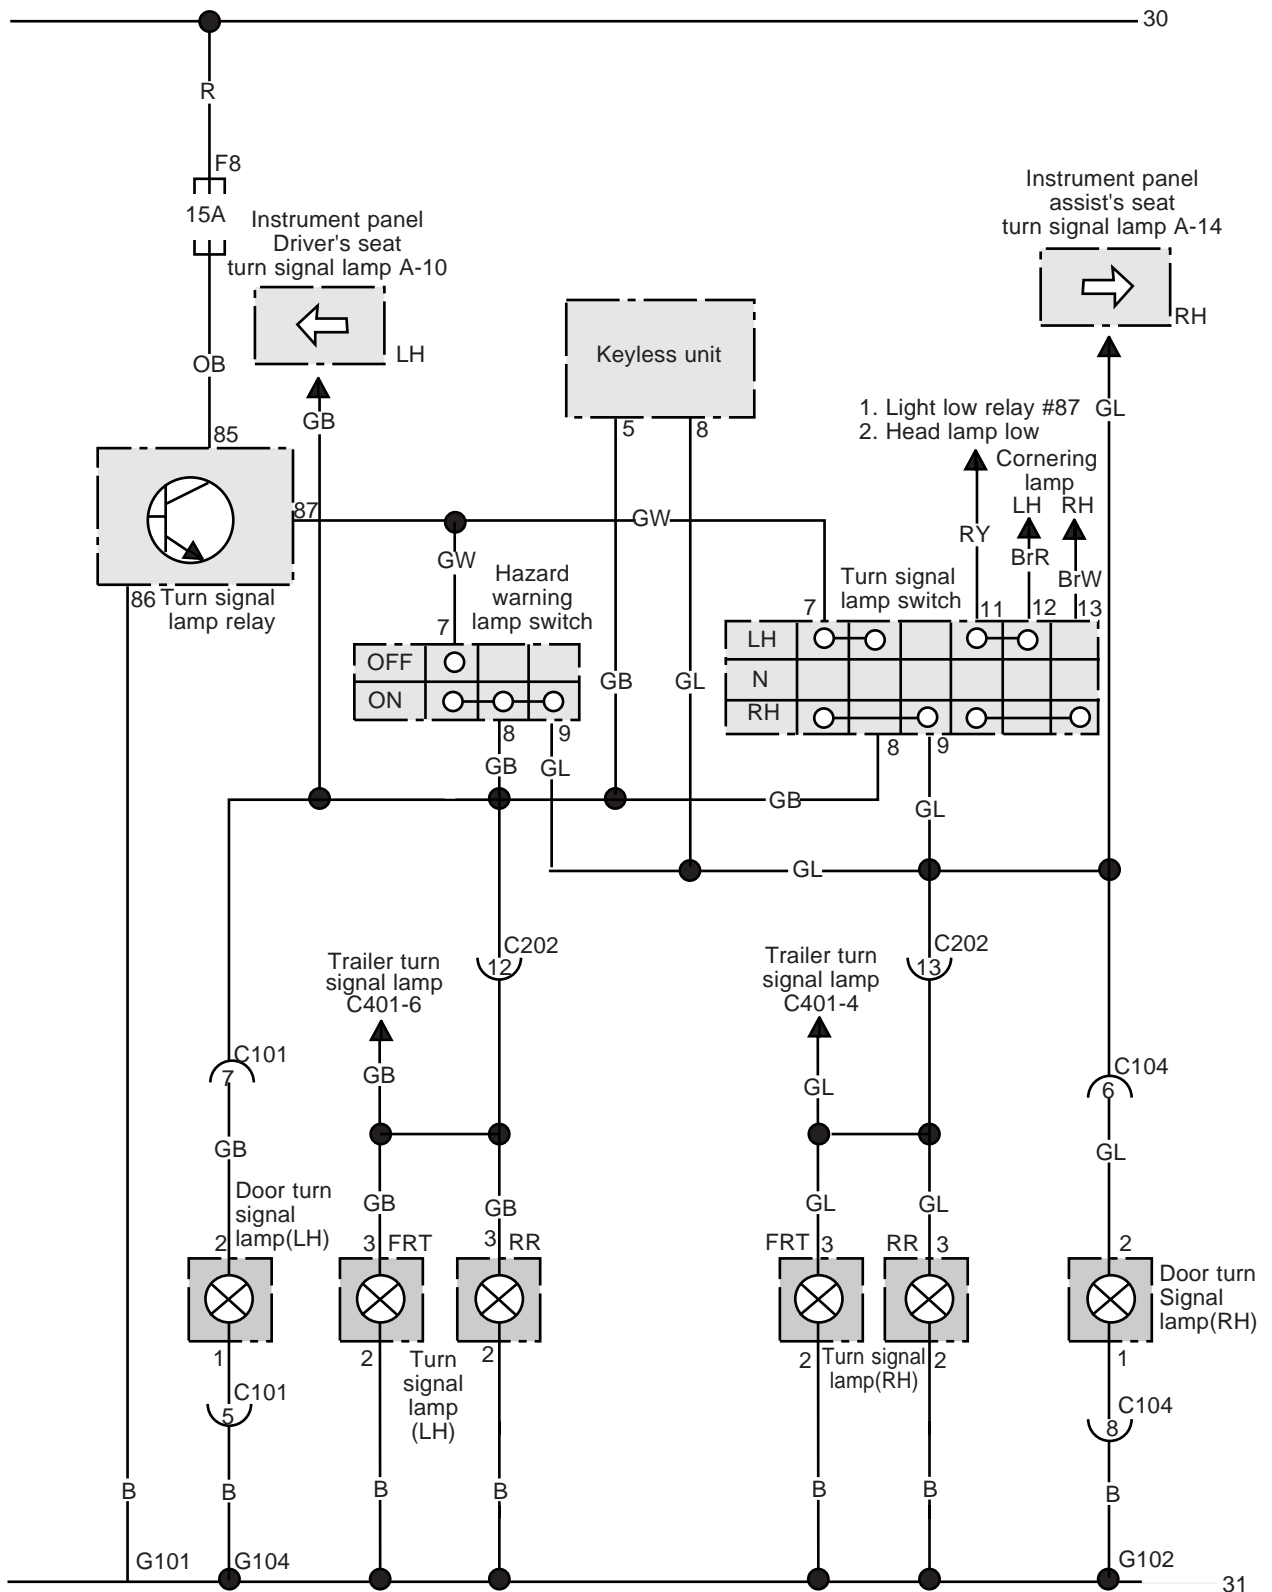 30
R
F8
15A
Instrument panel
Driver's seat
turn signal lamp A-10
LH
Instrument panel
assist's seat
turn signal lamp A-14
RH
Keyless unit
5
8
OB
GB
85
87
86
Turn signal
lamp relay
GW
GW
1. Light low relay #87
2. Head lamp low
GL
Cornering
lamp
LH
RH
RY
BrR
BrW
Hazard
warning
lamp switch
7
OFF
ON
8
9
GB
GL
GB
GL
Turn signal
lamp switch
7
11
12
13
LH
N
RH
8
9
GB
GL
GL
Trailer turn
signal lamp
C401-6
C202
12
Trailer turn
signal lamp
C401-4
C202
13
C101
7
GB
GL
C104
6
GB
GL
Door turn
signal
lamp(LH)
2
GB
GB
GL
GL
3
FRT
3
RR
FRT
3
RR
3
2
Door turn
Signal
lamp(RH)
1
2
Turn
signal
lamp
(LH)
2
2
Turn signal
lamp(RH)
2
1
C101
5
C104
8
B
B
B
B
B
B
B
G101
G104
G102
31